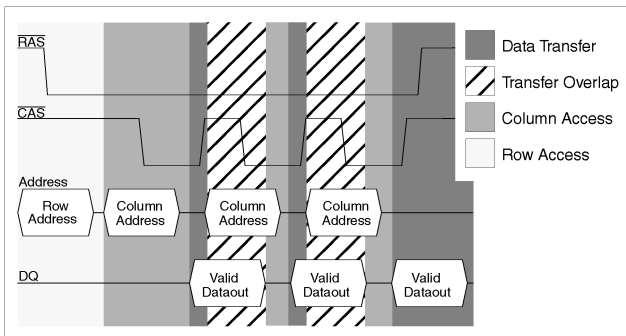 RAS
Data Transfer
Transfer Overlap
CAS
Column Access
Row Access
Address
Row
Address
Column
Address
Column
Address
Column
Address
DQ
Valid
Dataout
Valid
Dataout
Valid
Dataout